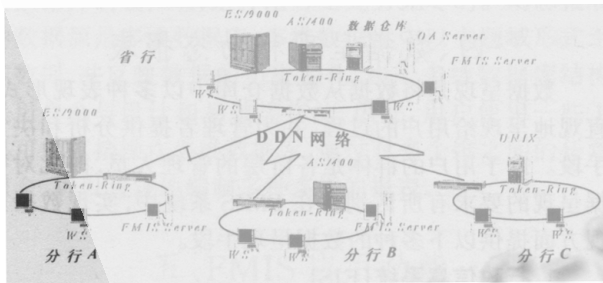 ES/9000 AS/400 数据仓库
OA Server
省行
FMIS Server
Token-Ring
WS
WS
WS
DDN网络
ES/9000
AS/400
UNIX
Token-Ring
Token-Ring
Token-Ring
WS
WS
WS
FMIS Server
FMIS Server
分行A
分行B
分行C